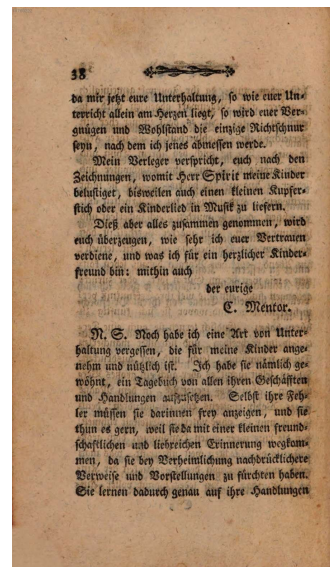 38
da mir jetzt eure Unterhaltung, so wie euer Un-
terricht allein am Herzen liegt, so wird euer Ver-
gnügen und Wohlstand die einzige Richtschnur
seyn, nach dem ich jenes abmessen werde.
Mein Verleger verspricht, euch nach den
Zeichnungen, womit Herr Spirit meine Kinder
belustiget, bisweilen auch einen kleinen Kupfer-
stich oder ein Kinderlied in Musik zu liefern.
Dieß aber alles zusammen genommen, wird
euch überzeugen, wie sehr ich euer Vertrauen
verdiene, und was ich für ein herzlicher Kinder-
freund bin: mithin auch
der eurige
C. Mentor.
N. S. Noch habe ich eine Art von Unter-
haltung vergessen, die für meine Kinder ange-
nehm und nützlich ist. Ich habe sie nämlich ge-
wöhnt, ein Tagebuch von allen ihren Geschäfften
und Handlungen aufzusetzen. Selbst ihre Feh-
ler müssen sie darinnen frey anzeigen, und sie
thun es gern, weil sie da mit einer kleinen freund-
schaftlichen und liebreichen Erinnerung wegkom-
men, da sie bey Verheimlichung nachdrücklichere
Verweise und Vorstellungen zu fürchten haben.
Sie lernen dadurch genau auf ihre Handlungen